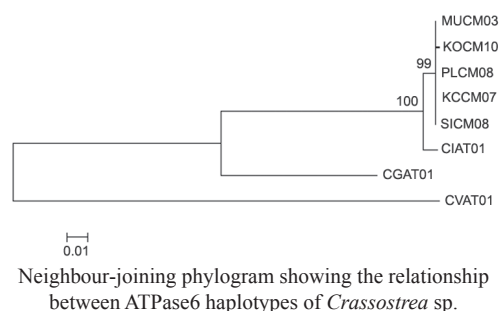 MUCM03
KOCM10
99
PLCM08
KCCM07
100
SICM08
CIAT01
CGAT01
CVAT01
0.01
Neighbour-joining phylogram showing the relationship
between ATPase6 haplotypes of Crassostrea sp.